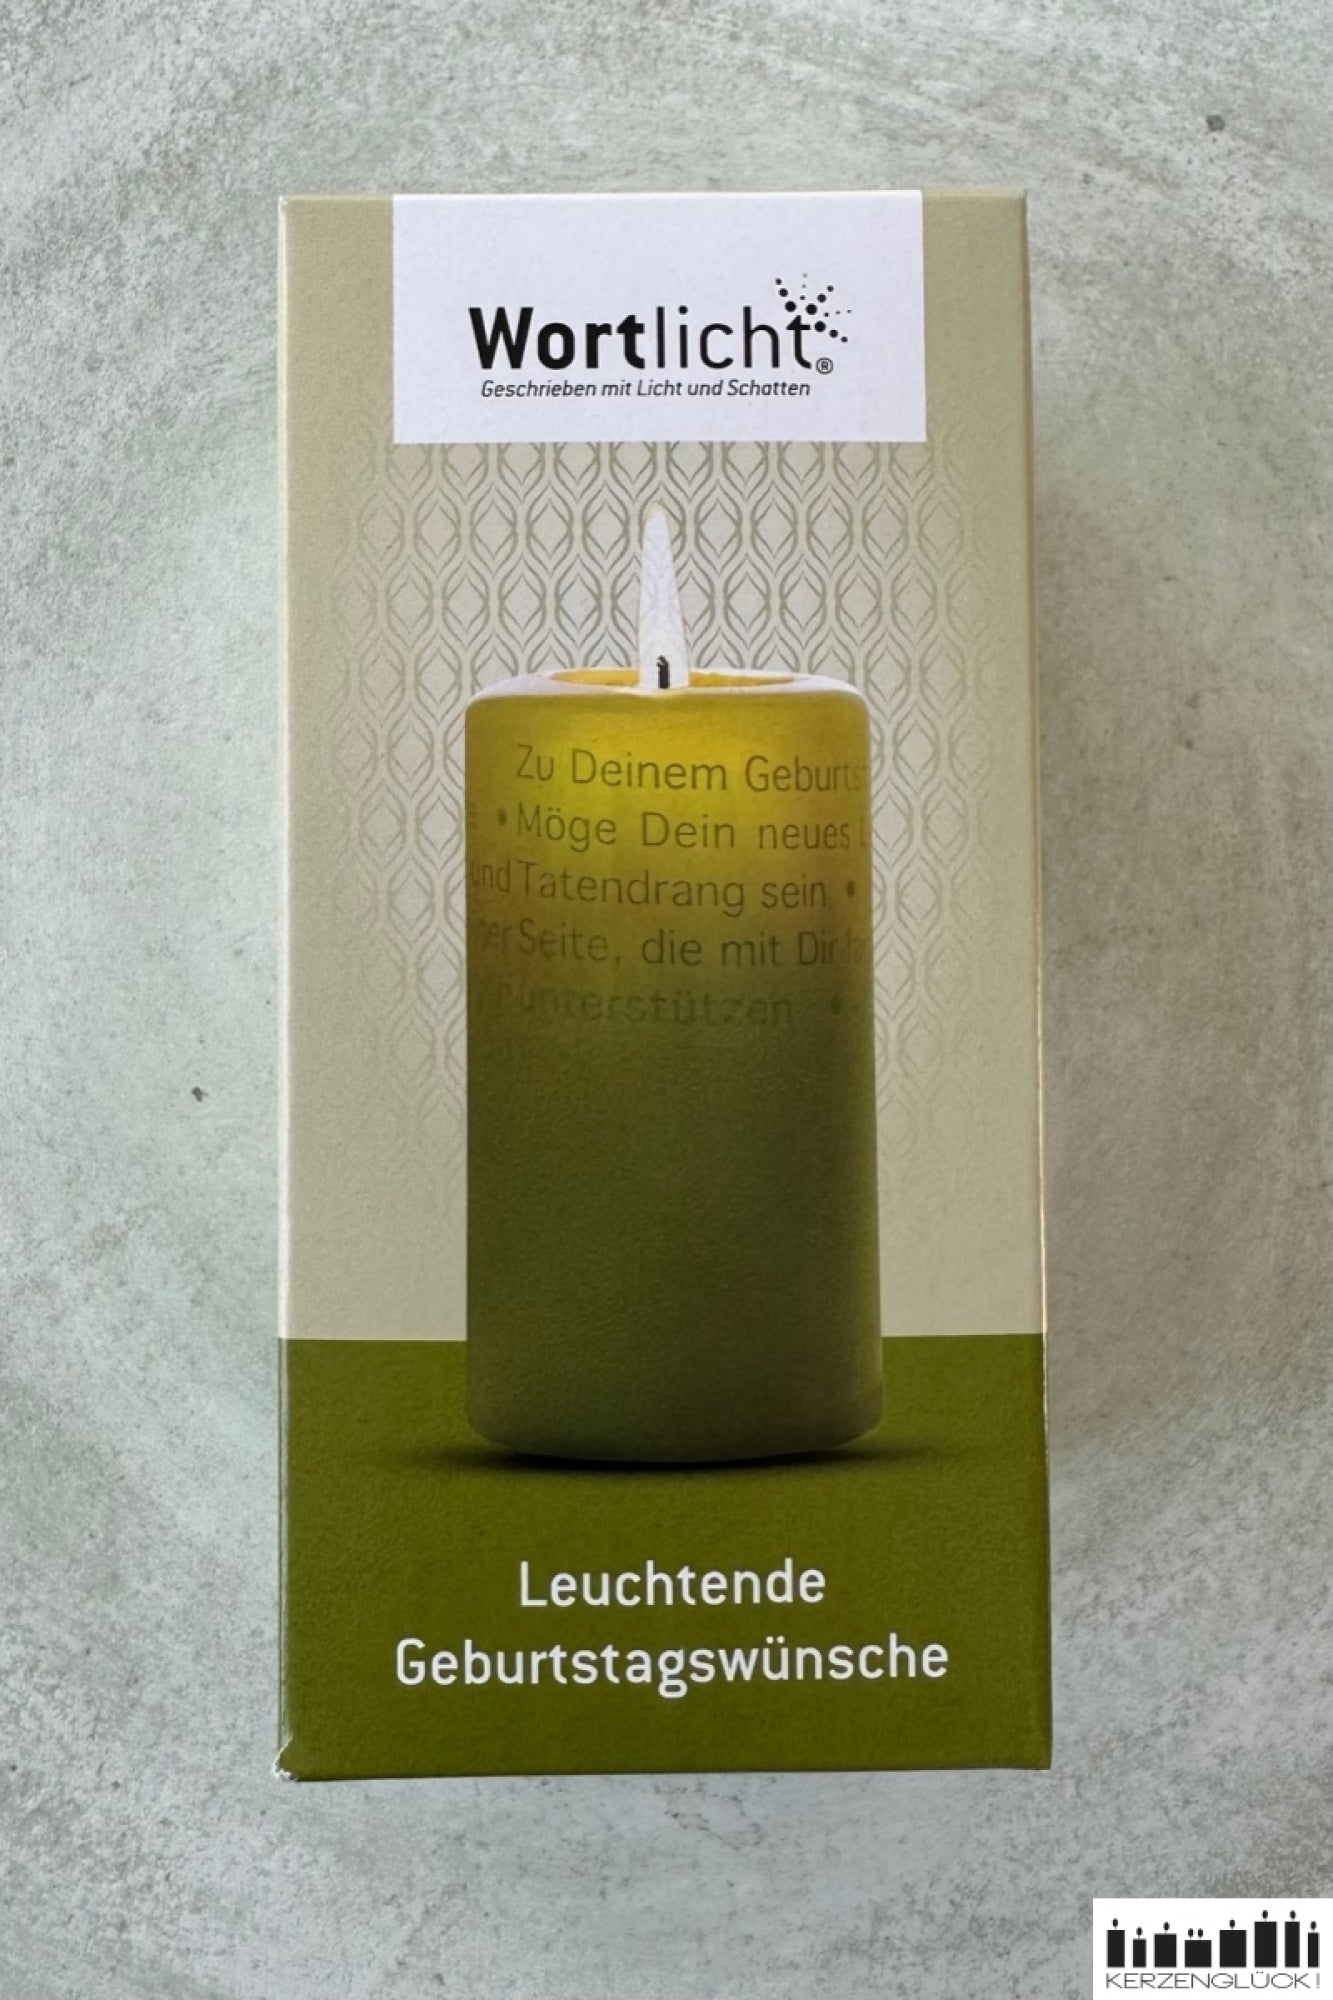 Wortlicht®
Geschrieben mit Licht und Schatten
Zu Deinem Geburts
• Möge Dein neues L
und Tatendrang sein •
Seite, die mit Dir
unterstützen •
Leuchtende
Geburtstagswünsche
KERZENGLÜCK!